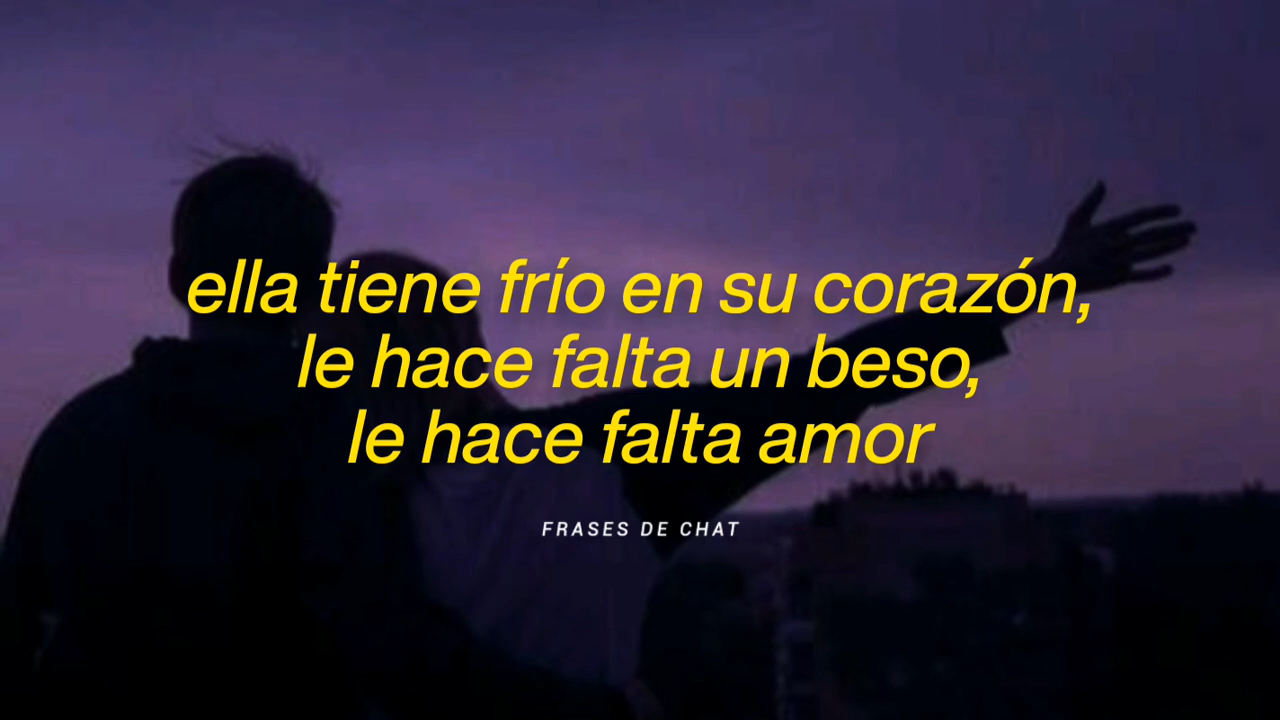 ella tiene frío en su corazón,
le hace falta un beso,
le hace falta amor
FRASES DE CHAT